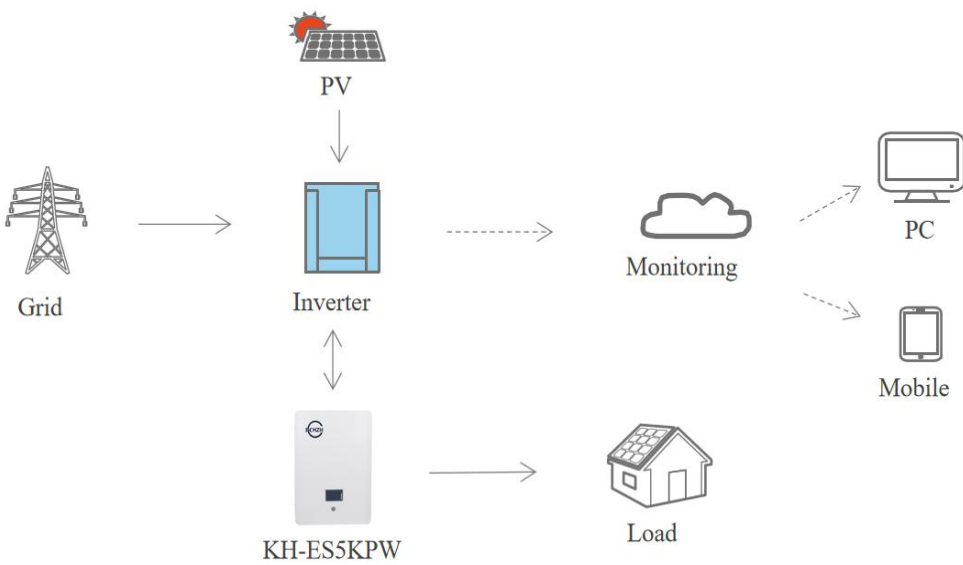 PV
Grid
Inverter
Monitoring
PC
Mobile
KH-ES5KPW
Load